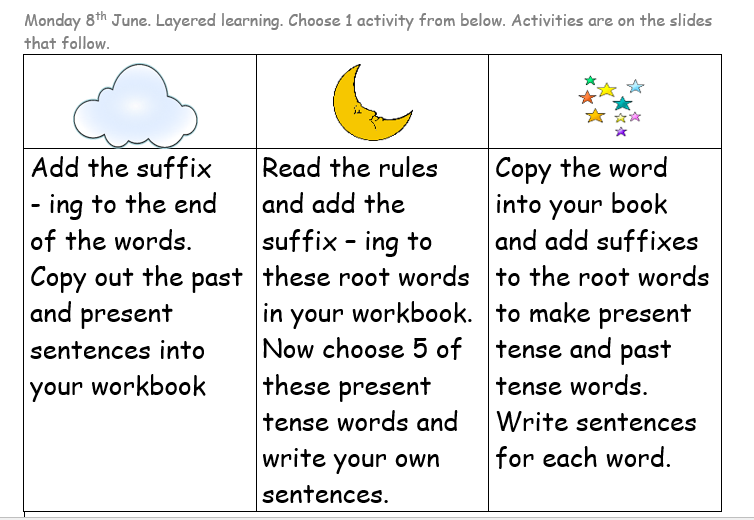 Monday 8th June. Layered learning. Choose 1 activity from below. Activities are on the slides
that follow.
Add the suffix
- ing to the end
of the words.
Copy out the past
and present
sentences into
your workbook
Read the rules
and add the
suffix – ing to
these root words
in your workbook.
Now choose 5 of
these present
tense words and
write your own
sentences.
Copy the word
into your book
and add suffixes
to the root words
to make present
tense and past
tense words.
Write sentences
for each word.